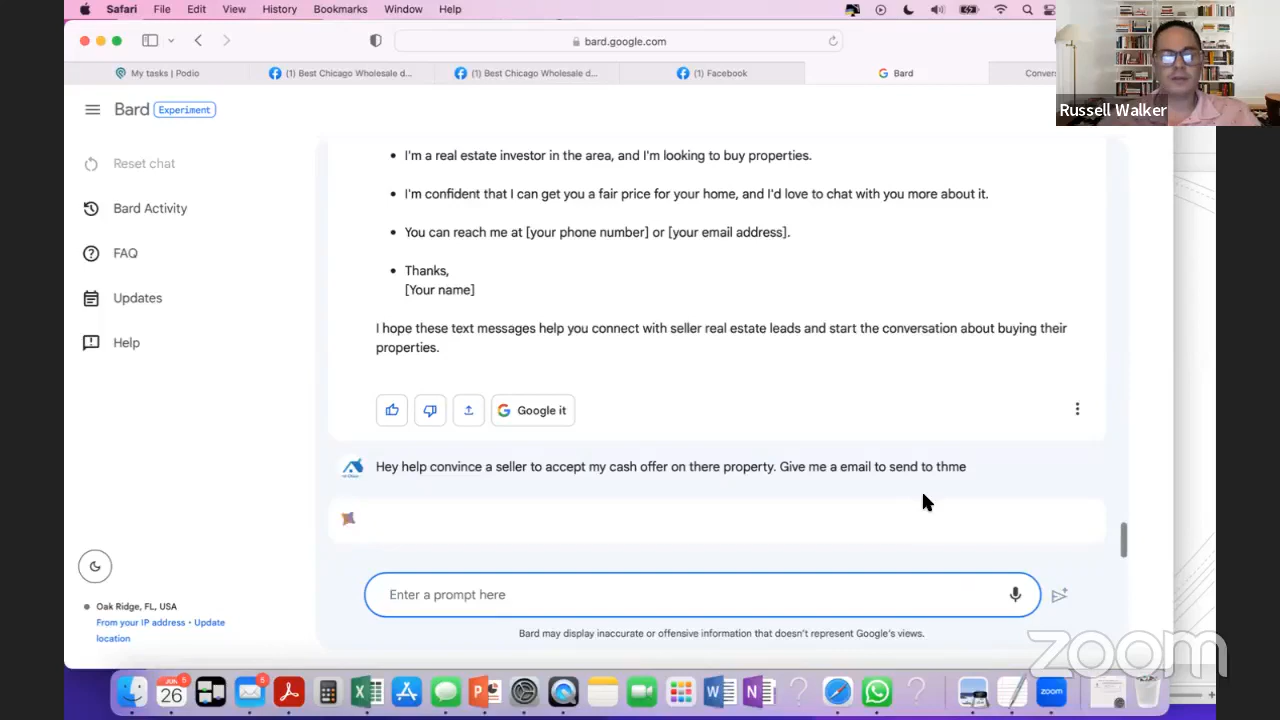 Safari File Edit View History Bookmarks Window Help
bard.google.com
My tasks | Podio
(1) Best Chicago Wholesale d...
(1) Best Chicago Wholesale d...
(1) Facebook
Bard
Conver
Russell Walker
Bard Experiment
Reset chat
Bard Activity
FAQ
Updates
Help
• I'm a real estate investor in the area, and I'm looking to buy properties.
• I'm confident that I can get you a fair price for your home, and I'd love to chat with you more about it.
• You can reach me at [your phone number] or [your email address].
• Thanks,
[Your name]
I hope these text messages help you connect with seller real estate leads and start the conversation about buying their
properties.
Google it
Hey help convince a seller to accept my cash offer on there property. Give me a email to send to thme
Enter a prompt here
Bard may display inaccurate or offensive information that doesn't represent Google's views.
Oak Ridge, FL, USA
From your IP address • Update
location
zoom
JUN 5
26
5
zoom